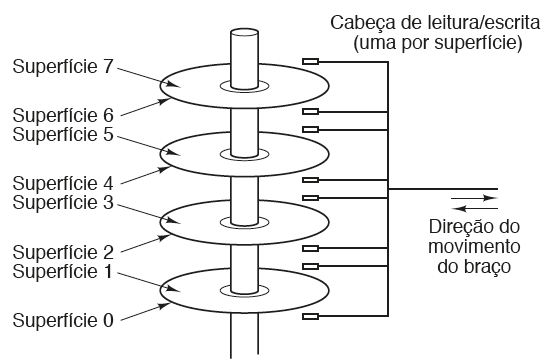 Cabeça de leitura/escrita
(uma por superfície)
Superfície 7
Superfície 6
Superfície 5
Superfície 4
Superfície 3
Superfície 2
Superfície 1
Superfície 0
Direção do
movimento
do braço